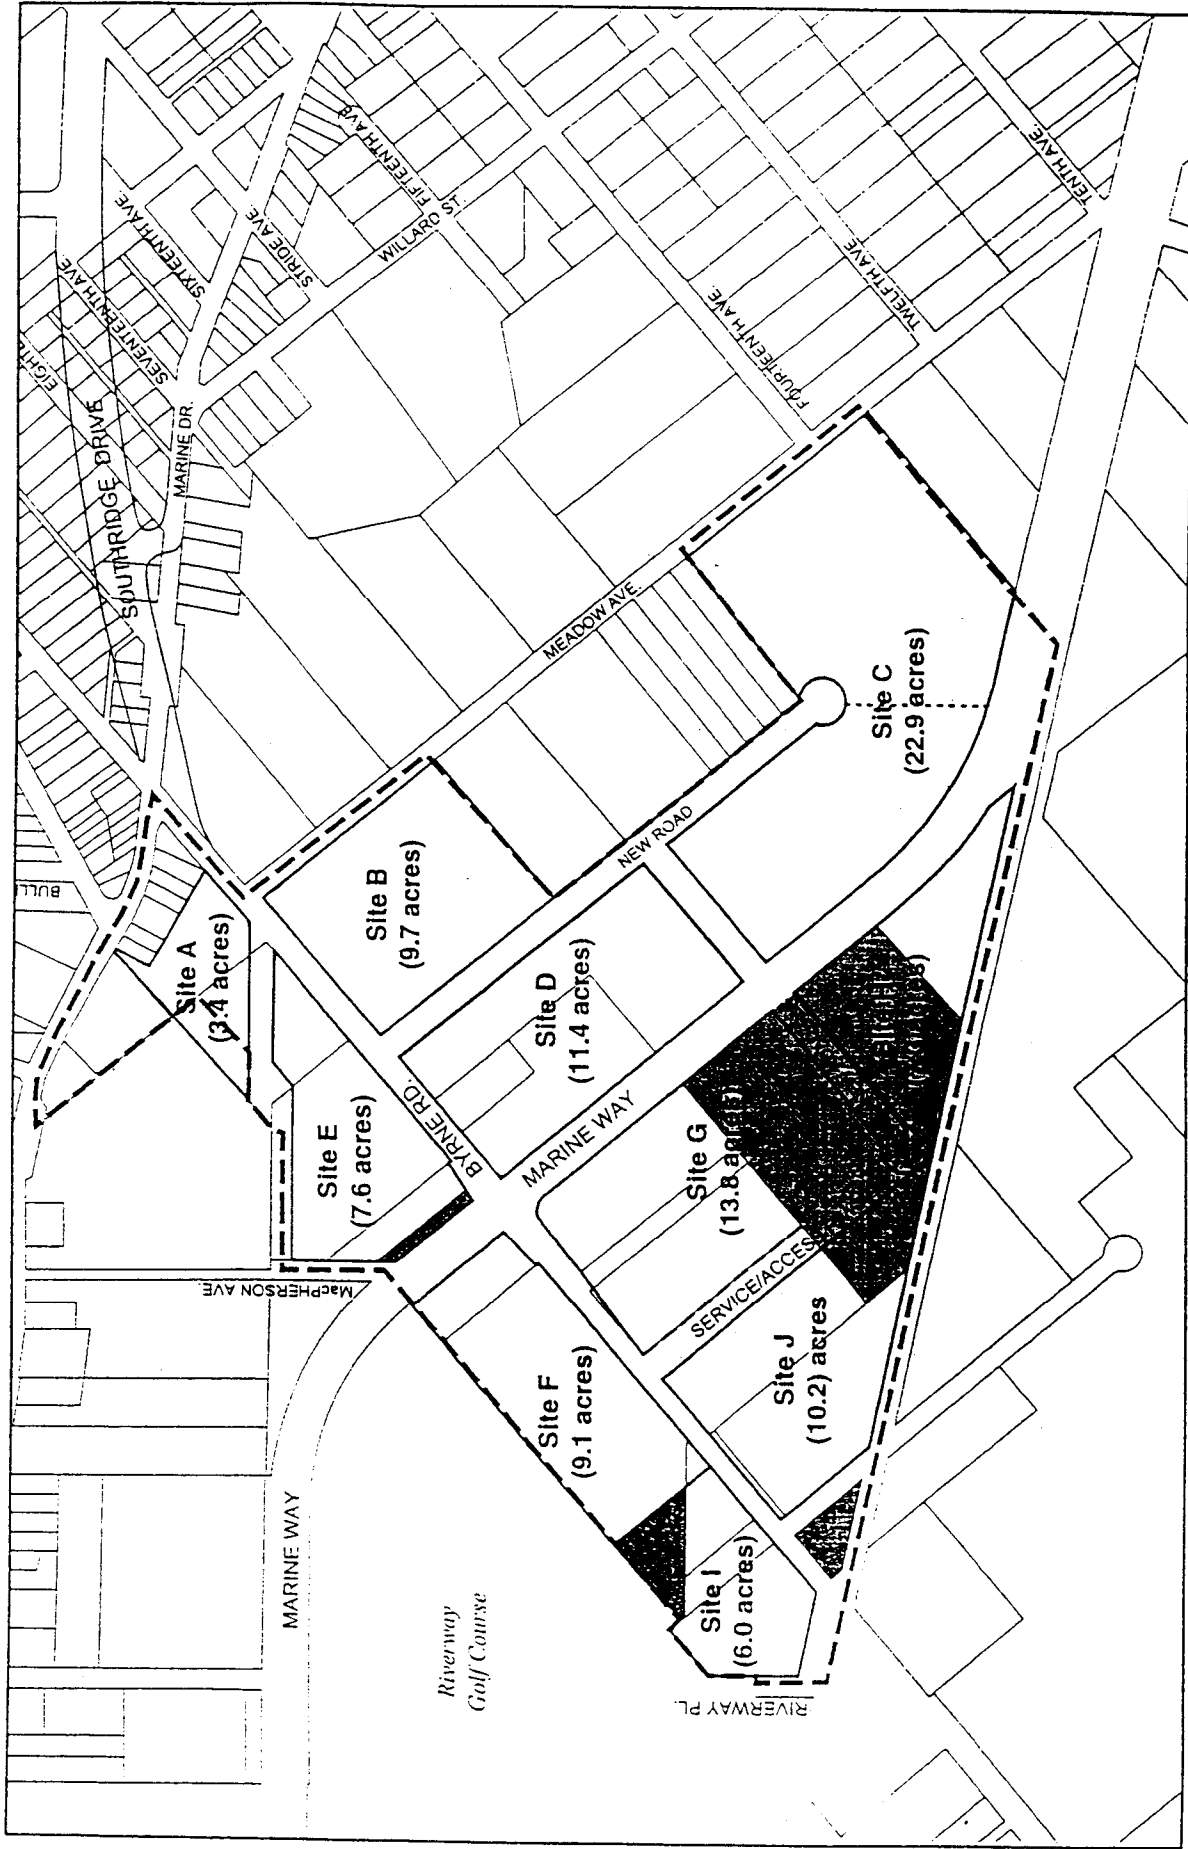 EIGHTE
SEVENTEENTH AVE.
SIXTEENTH AVE.
STRIDE AVE.
FIFTEENTH AVE.
WILLARD ST.
SOUTHRIDGE DRIVE
MARINE DR.
TENTH AVE.
TWELFTH AVE.
FOURTEENTH AVE.
MEADOW AVE.
BULL
Site A
(3.4 acres)
Site B
(9.7 acres)
NEW ROAD
Site C
(22.9 acres)
Site D
(11.4 acres)
BYRNE RD.
Site E
(7.6 acres)
MARINE WAY
Site G
(13.8 acres)
SERVICE/ACCESS
MacPHERSON AVE
Site F
(9.1 acres)
Site J
(10.2) acres
Site I
(6.0 acres)
MARINE WAY
Riverway
Golf Course
RIVERWAY PL.